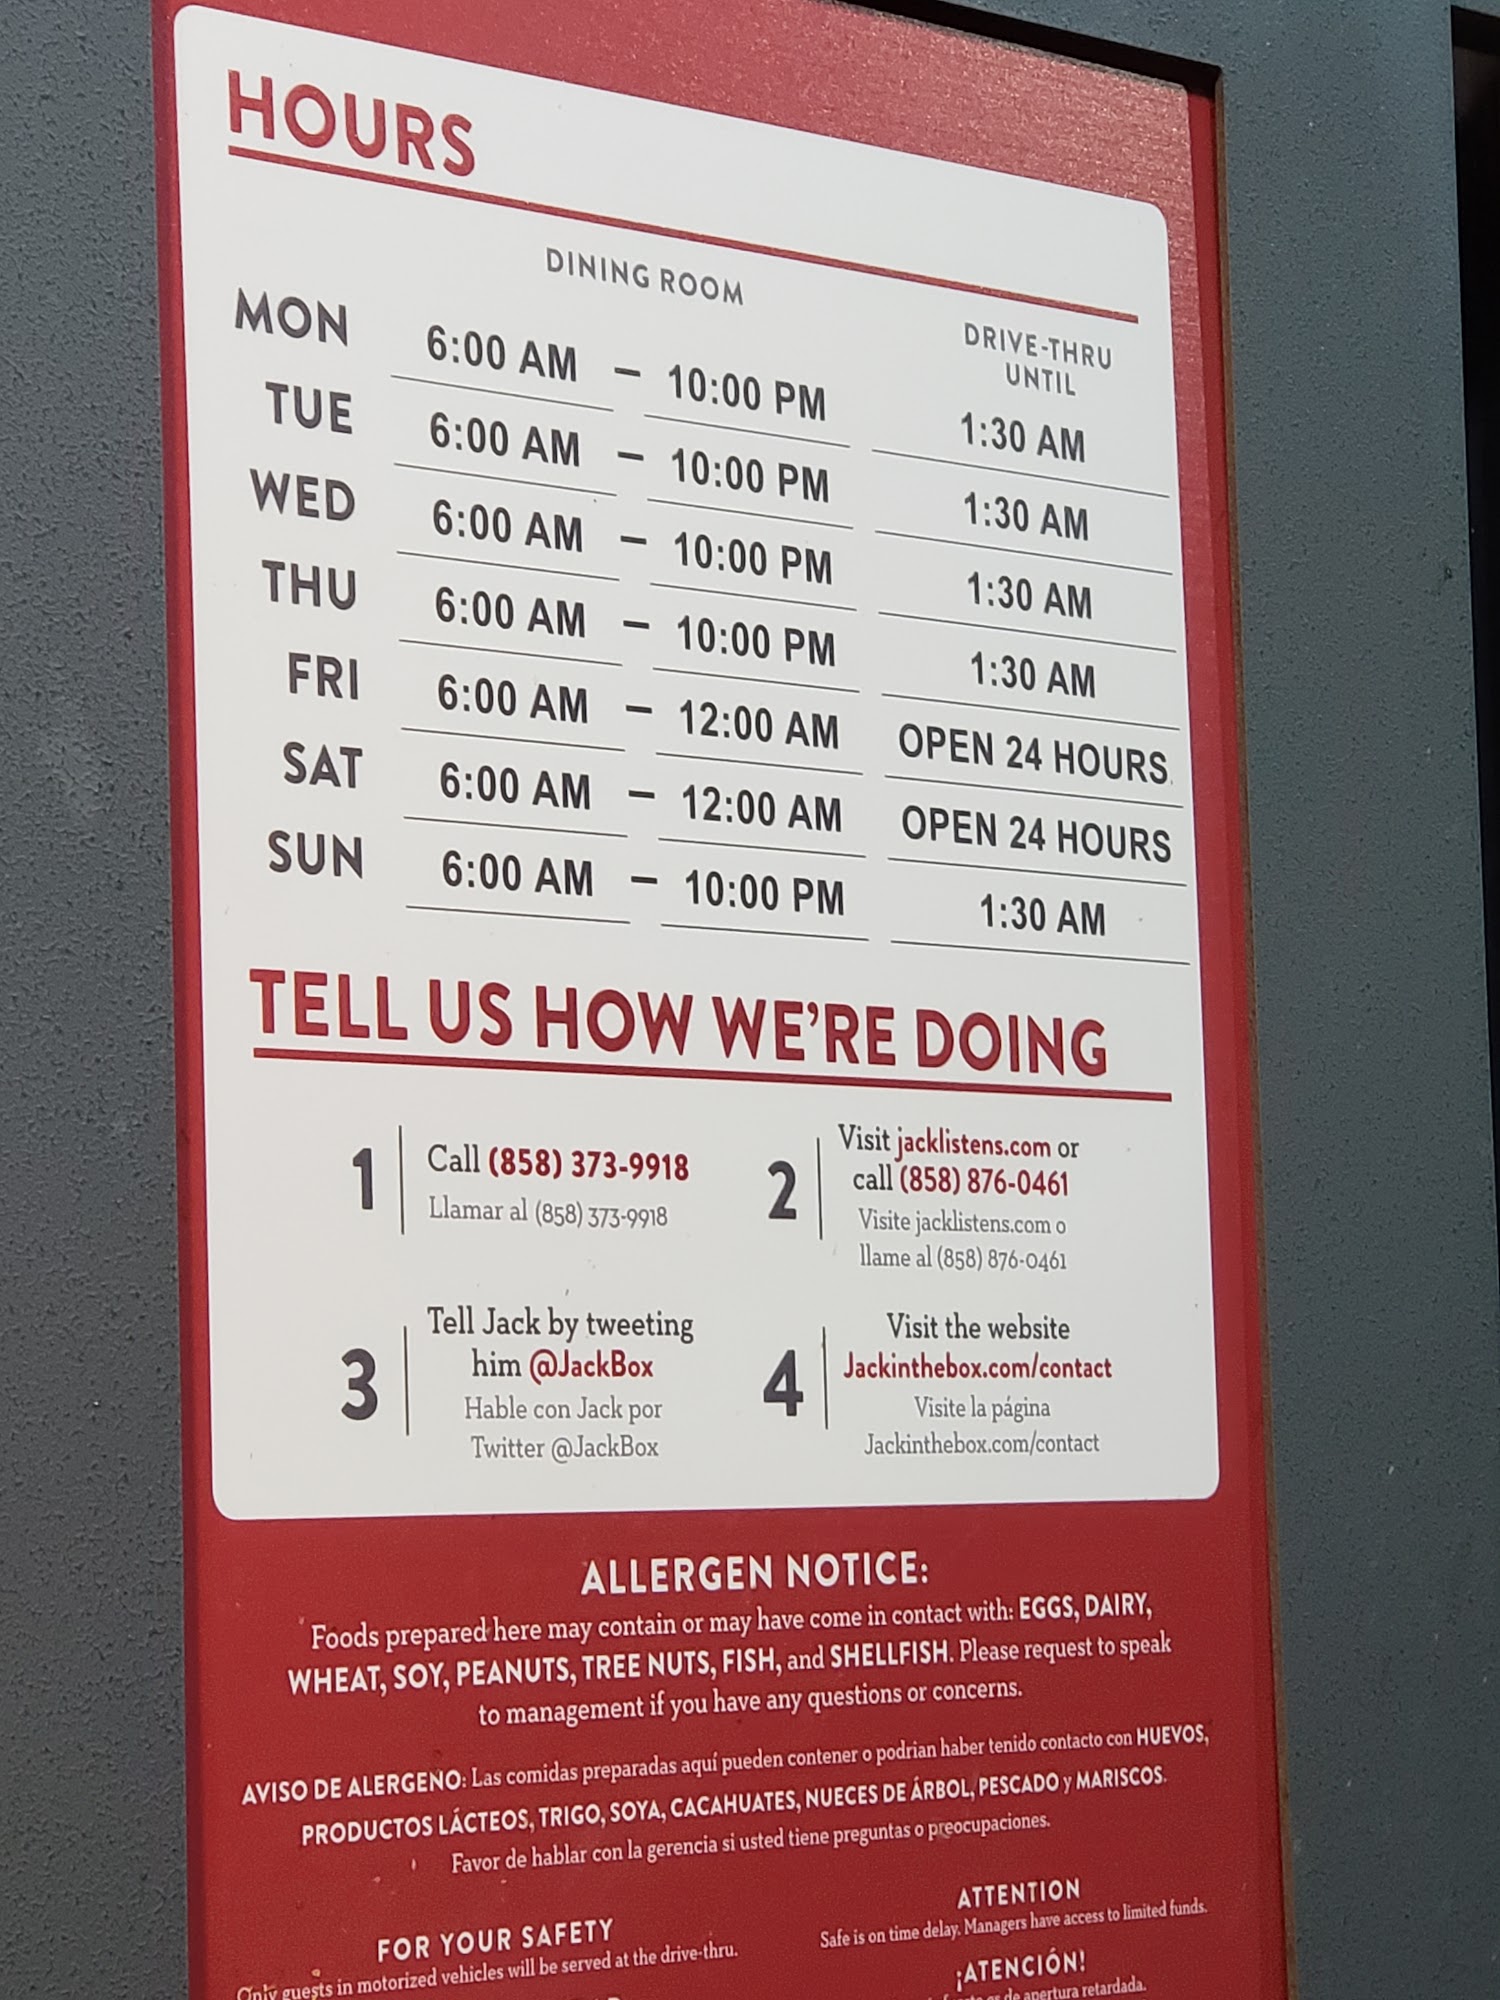 HOURS
DINING ROOM
DRIVE-THRU
UNTIL
MON 6:00 AM – 10:00 PM 1:30 AM
TUE 6:00 AM – 10:00 PM 1:30 AM
WED 6:00 AM – 10:00 PM 1:30 AM
THU 6:00 AM – 10:00 PM 1:30 AM
FRI 6:00 AM – 12:00 AM OPEN 24 HOURS
SAT 6:00 AM – 12:00 AM OPEN 24 HOURS
SUN 6:00 AM – 10:00 PM 1:30 AM
TELL US HOW WE'RE DOING
1
Call (858) 373-9918
Llamar al (858) 373-9918
2
Visit jacklistens.com or
call (858) 876-0461
Visite jacklistens.com o
llame al (858) 876-0461
3
Tell Jack by tweeting
him @JackBox
Hable con Jack por
Twitter @JackBox
4
Visit the website
Jackinthebox.com/contact
Visite la página
Jackinthebox.com/contact
ALLERGEN NOTICE:
Foods prepared here may contain or may have come in contact with: EGGS, DAIRY,
WHEAT, SOY, PEANUTS, TREE NUTS, FISH, and SHELLFISH. Please request to speak
to management if you have any questions or concerns.
AVISO DE ALERGENO: Las comidas preparadas aquí pueden contener o podrian haber tenido contacto con HUEVOS,
PRODUCTOS LÁCTEOS, TRIGO, SOYA, CACAHUATES, NUECES DE ÁRBOL, PESCADO y MARISCOS.
Favor de hablar con la gerencia si usted tiene preguntas o preocupaciones.
FOR YOUR SAFETY
Only guests in motorized vehicles will be served at the drive-thru.
ATTENTION
Safe is on time delay. Managers have access to limited funds.
¡ATENCIÓN!
de apertura retardada.